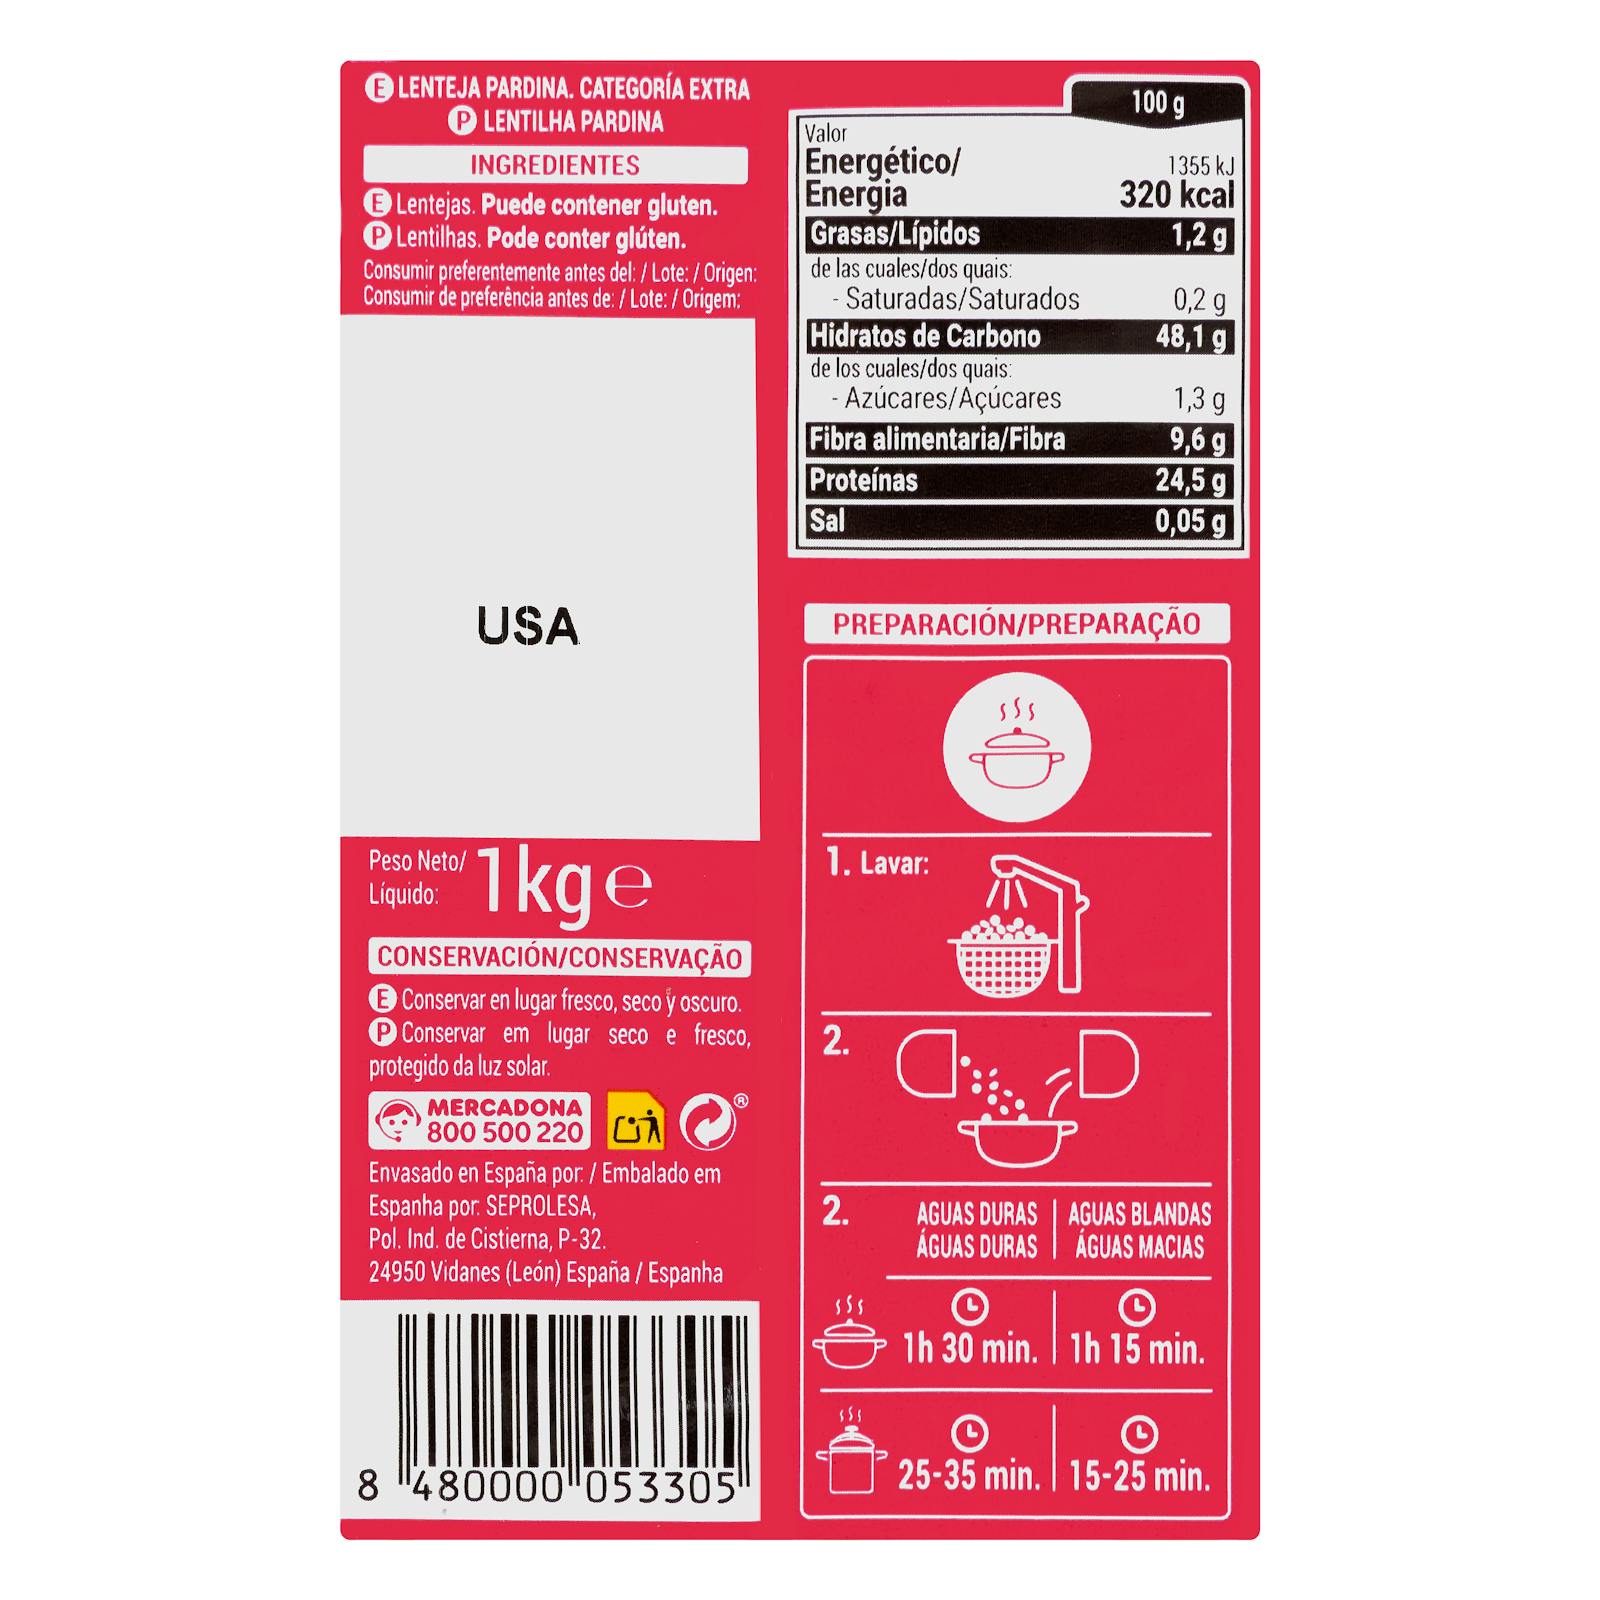 E LENTEJA PARDINA. CATEGORÍA EXTRA
P LENTILHA PARDINA
INGREDIENTES
E Lentejas. Puede contener gluten.
P Lentilhas. Pode conter glúten.
Consumir preferentemente antes del: / Lote: / Origen:
Consumir de preferência antes de: / Lote: / Origem:
USA
Peso Neto/
Líquido:
1kg e
CONSERVACIÓN/CONSERVAÇÃO
E Conservar en lugar fresco, seco y oscuro.
P Conservar em lugar seco e fresco,
protegido da luz solar.
MERCADONA
800 500 220
®
Envasado en España por: / Embalado em
Espanha por: SEPROLESA,
Pol. Ind. de Cistierna, P-32.
24950 Vidanes (León) España / Espanha
8 480000 053305
100 g
Valor
Energético/
Energia
1355 kJ
320 kcal
Grasas/Lípidos 1,2 g
de las cuales/dos quais:
- Saturadas/Saturados 0,2 g
Hidratos de Carbono 48,1 g
de los cuales/dos quais:
- Azúcares/Açúcares 1,3 g
Fibra alimentaria/Fibra 9,6 g
Proteínas 24,5 g
Sal 0,05 g
PREPARACIÓN/PREPARAÇÃO
1. Lavar:
2.
2. AGUAS DURAS AGUAS BLANDAS
ÁGUAS DURAS ÁGUAS MACIAS
1h 30 min. 1h 15 min.
25-35 min. 15-25 min.